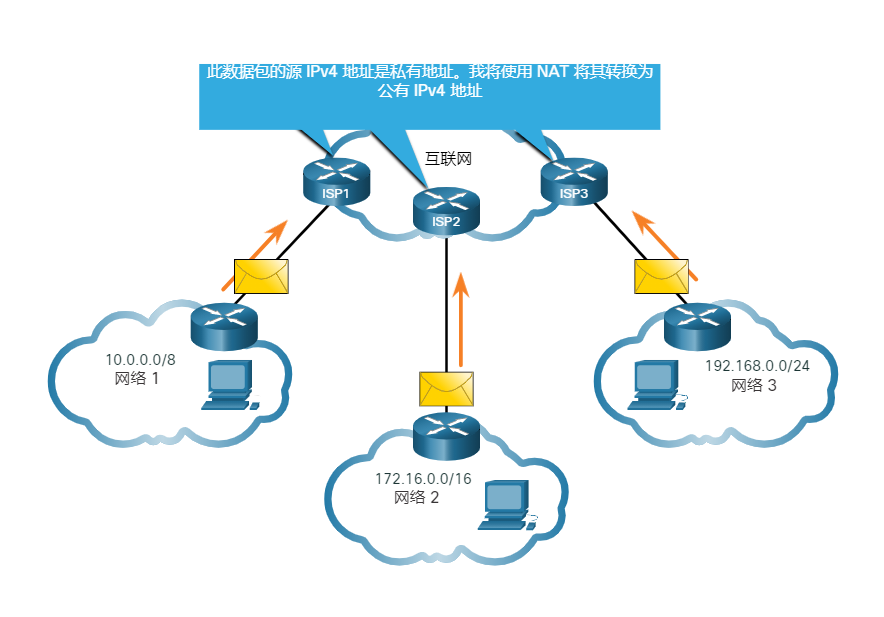 此数据包的源 IPv4 地址是私有地址。我将使用 NAT 将其转换为
公有 IPv4 地址
互联网
ISP1
ISP2
ISP3
10.0.0.0/8
网络 1
172.16.0.0/16
网络 2
192.168.0.0/24
网络 3